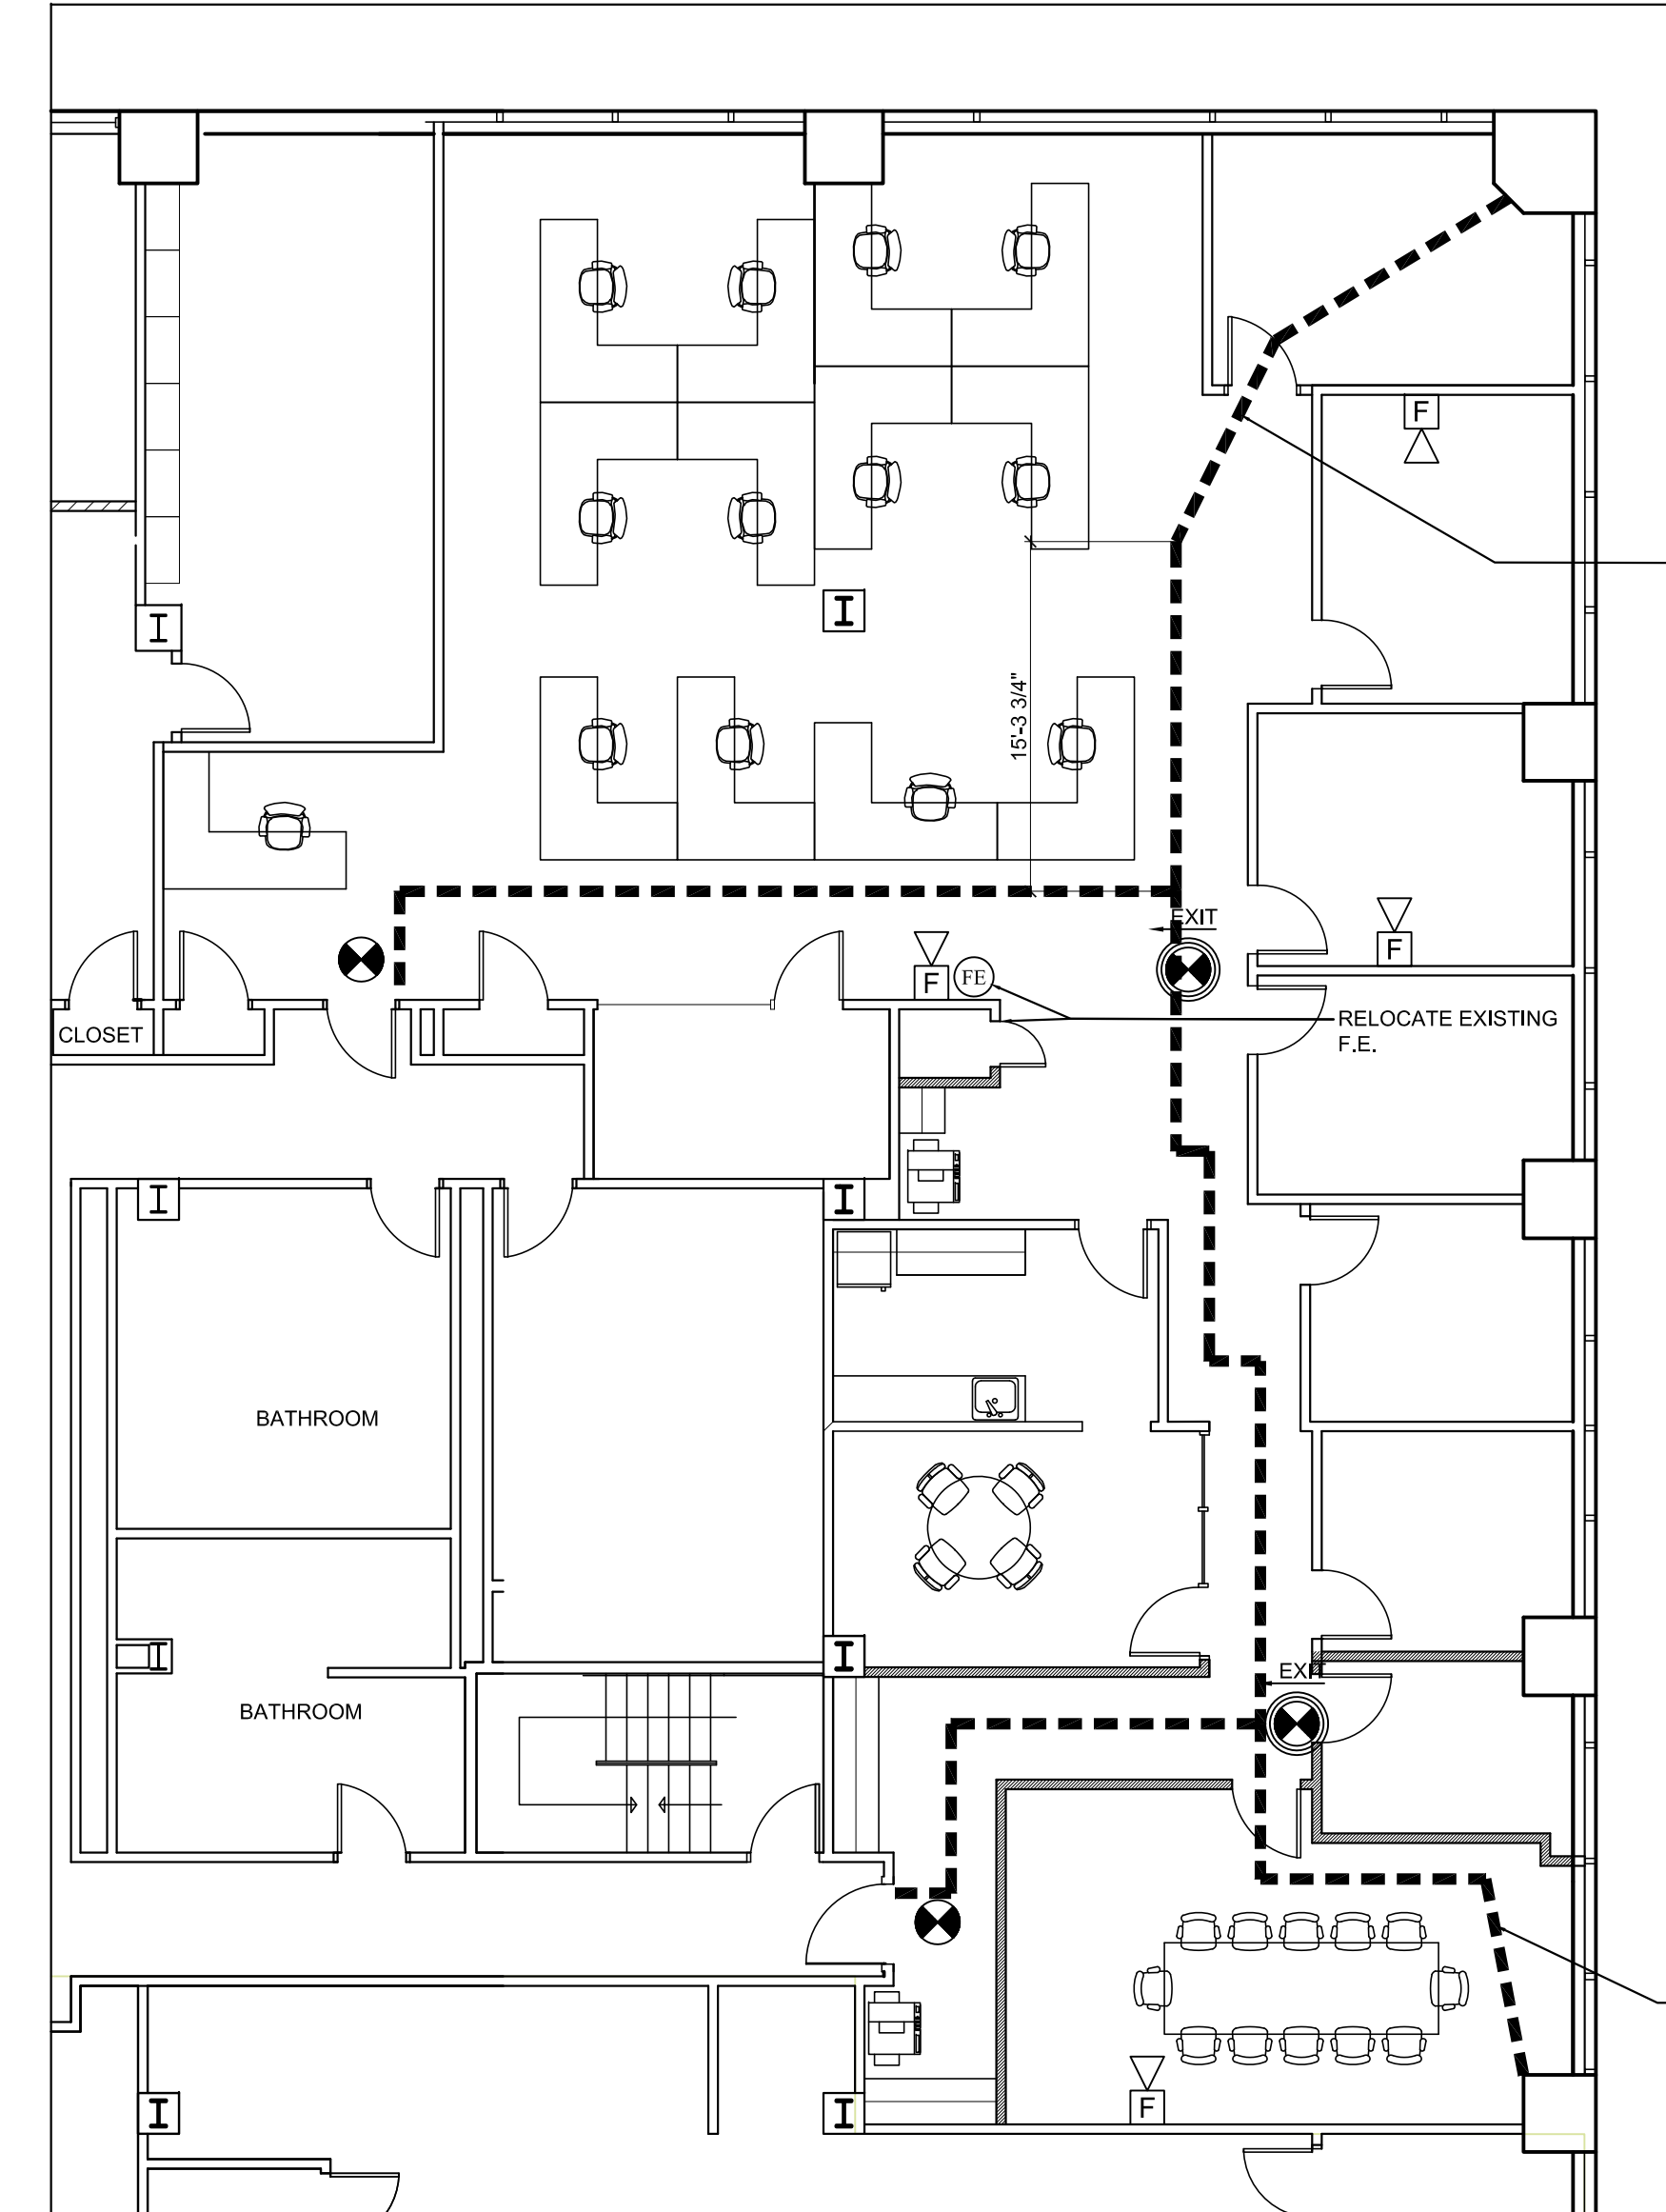 F
15'-3 3/4"
EXIT
F
F
FE
RELOCATE EXISTING
F.E.
CLOSET
BATHROOM
EXIT
BATHROOM
F